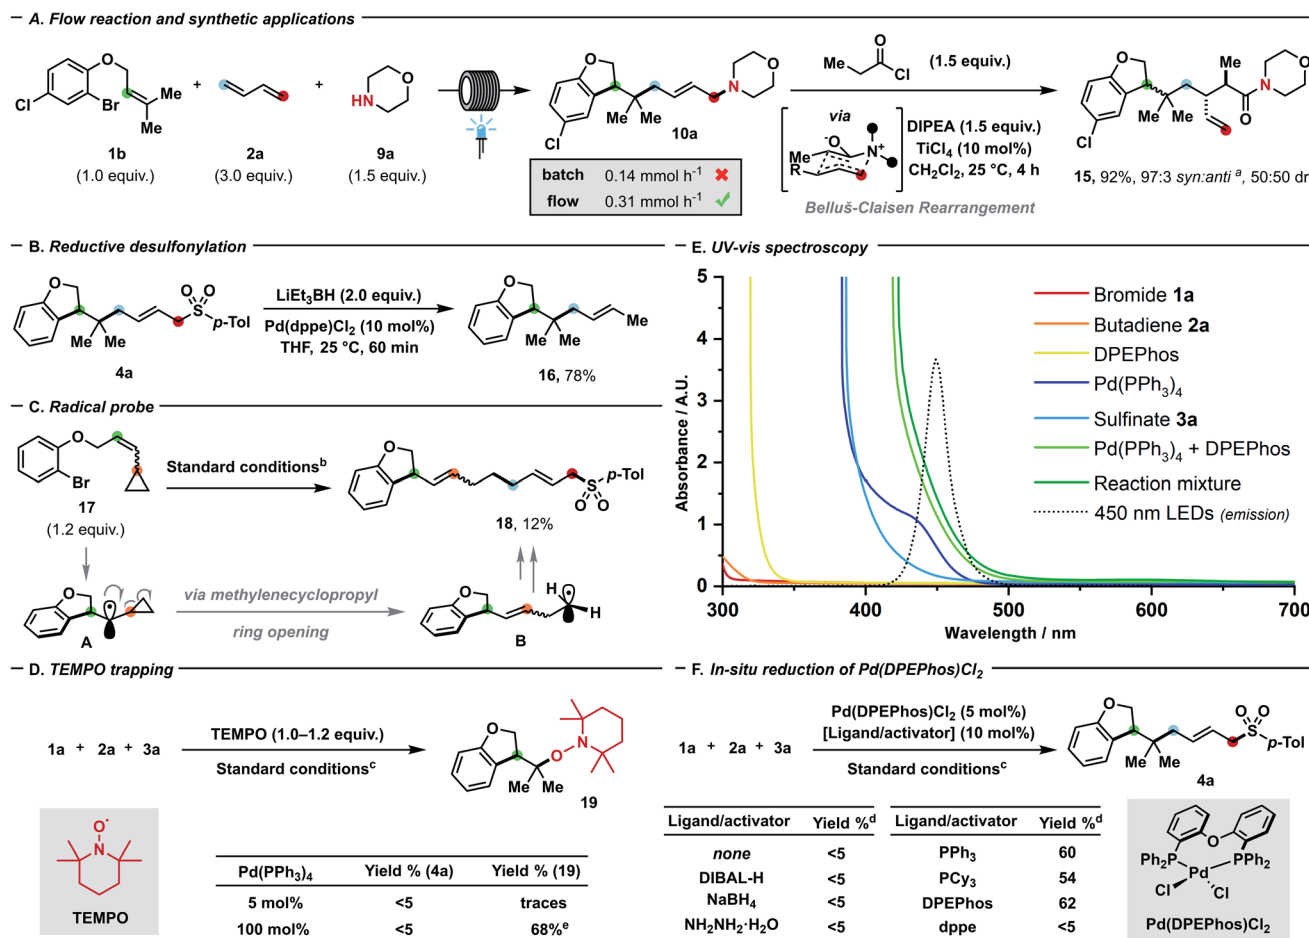 A. Flow reaction and synthetic applications
O
Cl
Br
Me
Me
1b
(1.0 equiv.)
+
2a
(3.0 equiv.)
+
O
HN
9a
(1.5 equiv.)
O
Cl
Me Me
N
O
10a
batch 0.14 mmol h⁻¹ ✖
flow 0.31 mmol h⁻¹ ✓
O
Cl
(1.5 equiv.)
via
⁻O
N⁺
Me
R
DIPEA (1.5 equiv.)
TiCl₄ (10 mol%)
CH₂Cl₂, 25 °C, 4 h
Belluš-Claisen Rearrangement
O
Cl
Me Me
Me
O
N
O
15, 92%, 97:3 syn:anti ᵃ, 50:50 dr
B. Reductive desulfonylation
O
Me Me
O O
S
p-Tol
4a
LiEt₃BH (2.0 equiv.)
Pd(dppe)Cl₂ (10 mol%)
THF, 25 °C, 60 min
O
Me Me
Me
16, 78%
C. Radical probe
O
Br
17
(1.2 equiv.)
Standard conditionsᵇ
O
S
p-Tol
O O
18, 12%
O
A
via methylenecyclopropyl
ring opening
O
H
H
B
D. TEMPO trapping
1a + 2a + 3a
TEMPO (1.0–1.2 equiv.)
Standard conditionsᶜ
O
O
N
Me Me
19
O·
N
TEMPO
Pd(PPh₃)₄ Yield % (4a) Yield % (19)
5 mol% <5 traces
100 mol% <5 68%ᵉ
E. UV-vis spectroscopy
Absorbance / A.U.
5
4
3
2
1
0
300 400 500 600 700
Wavelength / nm
Bromide 1a
Butadiene 2a
DPEPhos
Pd(PPh₃)₄
Sulfinate 3a
Pd(PPh₃)₄ + DPEPhos
Reaction mixture
450 nm LEDs (emission)
F. In-situ reduction of Pd(DPEPhos)Cl₂
1a + 2a + 3a
Pd(DPEPhos)Cl₂ (5 mol%)
[Ligand/activator] (10 mol%)
Standard conditionsᶜ
O
Me Me
O O
S
p-Tol
4a
Ligand/activator Yield %ᵈ Ligand/activator Yield %ᵈ
none <5 PPh₃ 60
DIBAL-H <5 PCy₃ 54
NaBH₄ <5 DPEPhos 62
NH₂NH₂·H₂O <5 dppe <5
O
Ph₂P PPh₂
Pd
Cl Cl
Pd(DPEPhos)Cl₂